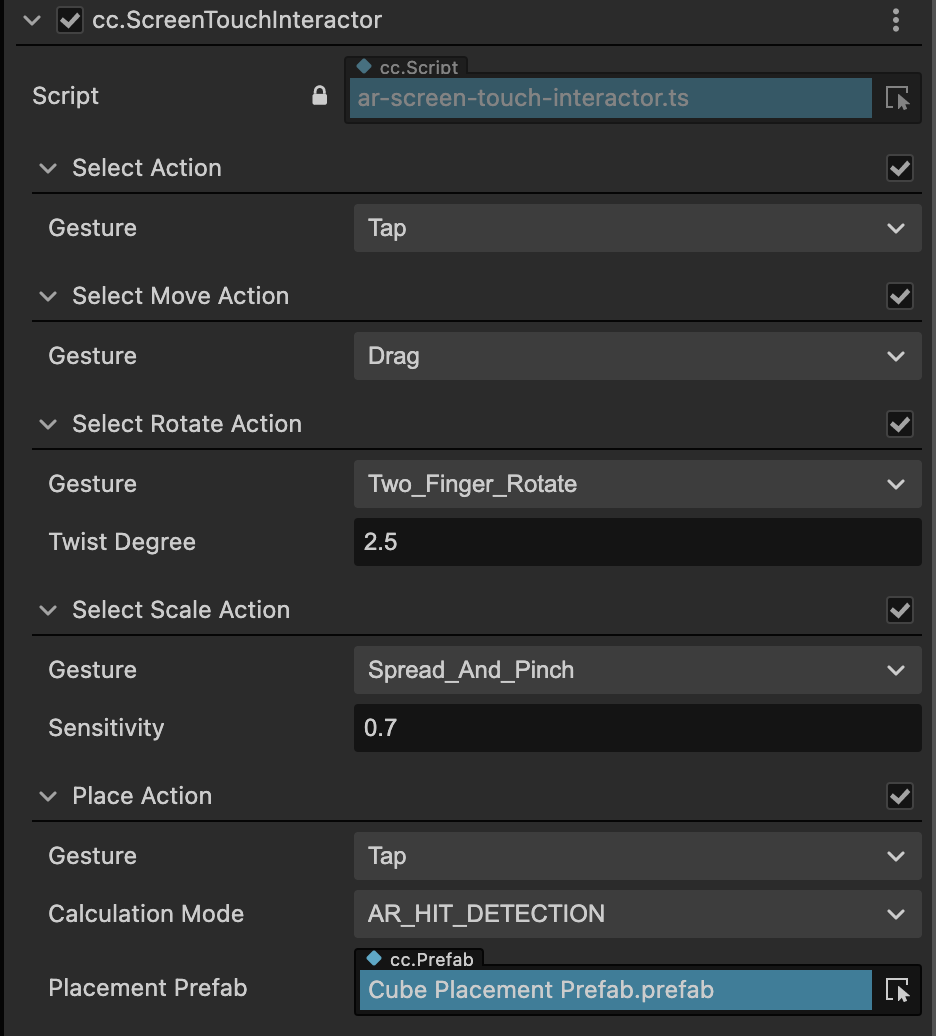 cc.ScreenTouchInteractor
cc.Script
Script
ar-screen-touch-interactor.ts
Select Action
Gesture
Tap
Select Move Action
Gesture
Drag
Select Rotate Action
Gesture
Two_Finger_Rotate
Twist Degree
2.5
Select Scale Action
Gesture
Spread_And_Pinch
Sensitivity
0.7
Place Action
Gesture
Tap
Calculation Mode
AR_HIT_DETECTION
cc.Prefab
Placement Prefab
Cube Placement Prefab.prefab